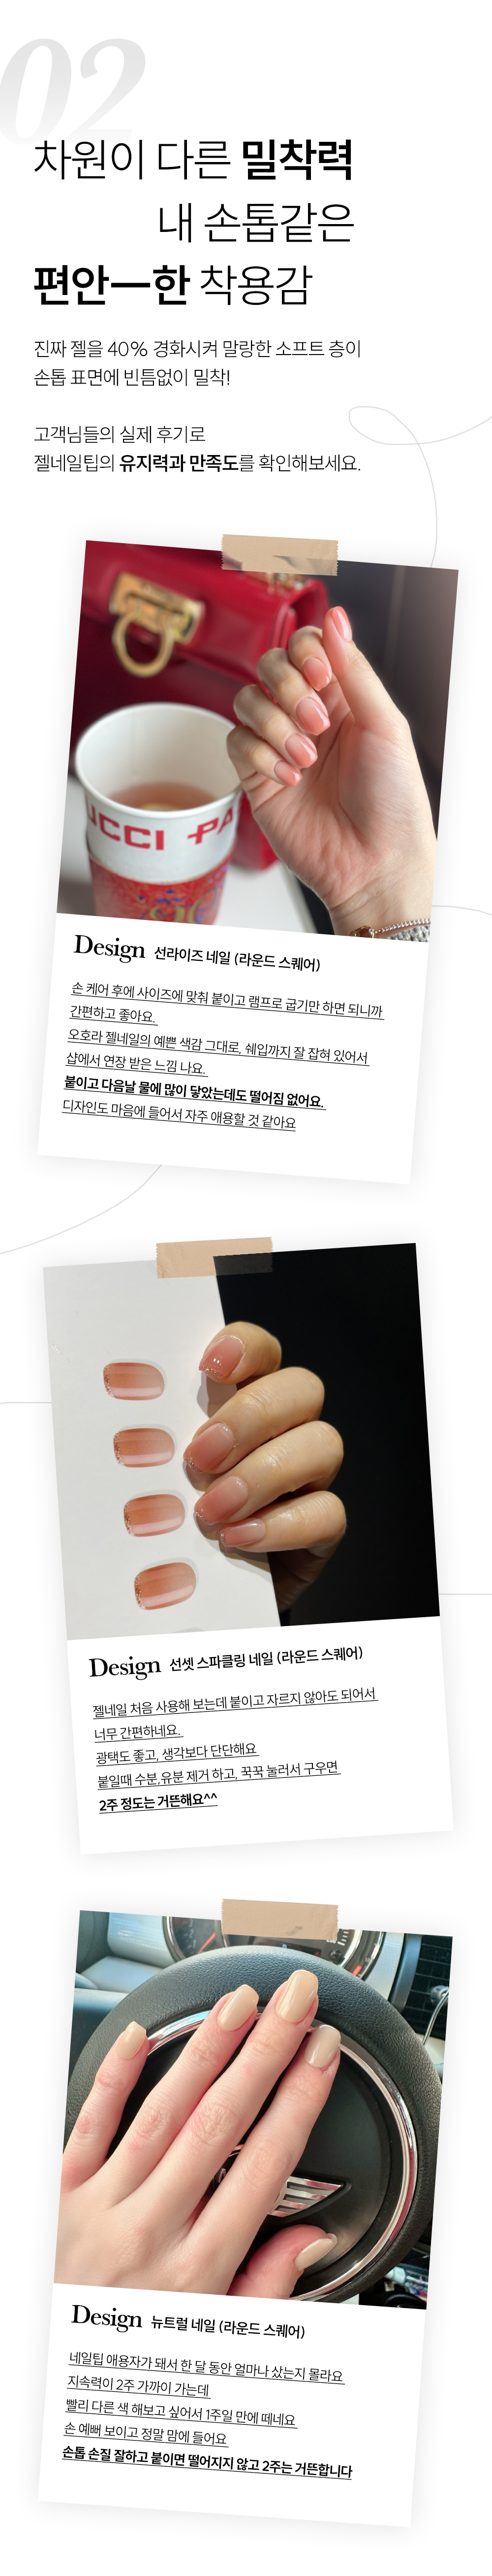 02
차원이 다른 밀착력
내 손톱같은
편안—한 착용감
진짜 젤을 40% 경화시켜 말랑한 소프트 층이
손톱 표면에 빈틈없이 밀착!
고객님들의 실제 후기로
젤네일팁의 유지력과 만족도를 확인해보세요.
UCCI PA
Design 선라이즈 네일 (라운드 스퀘어)
손 케어 후에 사이즈에 맞춰 붙이고 램프로 굽기만 하면 되니까
간편하고 좋아요.
오호라 젤네일의 예쁜 색감 그대로, 쉐입까지 잘 잡혀 있어서
샵에서 연장 받은 느낌 나요.
붙이고 다음날 물에 많이 닿았는데도 떨어짐 없어요.
디자인도 마음에 들어서 자주 애용할 것 같아요
Design 선셋 스파클링 네일 (라운드 스퀘어)
젤네일 처음 사용해 보는데 붙이고 자르지 않아도 되어서
너무 간편하네요.
광택도 좋고, 생각보다 단단해요
붙일때 수분,유분 제거 하고, 꾹꾹 눌러서 구우면
2주 정도는 거뜬해요^^
Design 뉴트럴 네일 (라운드 스퀘어)
네일팁 애용자가 돼서 한 달 동안 얼마나 샀는지 몰라요
지속력이 2주 가까이 가는데
빨리 다른 색 해보고 싶어서 1주일 만에 떼네요
손 예뻐 보이고 정말 맘에 들어요
손톱 손질 잘하고 붙이면 떨어지지 않고 2주는 거뜬합니다